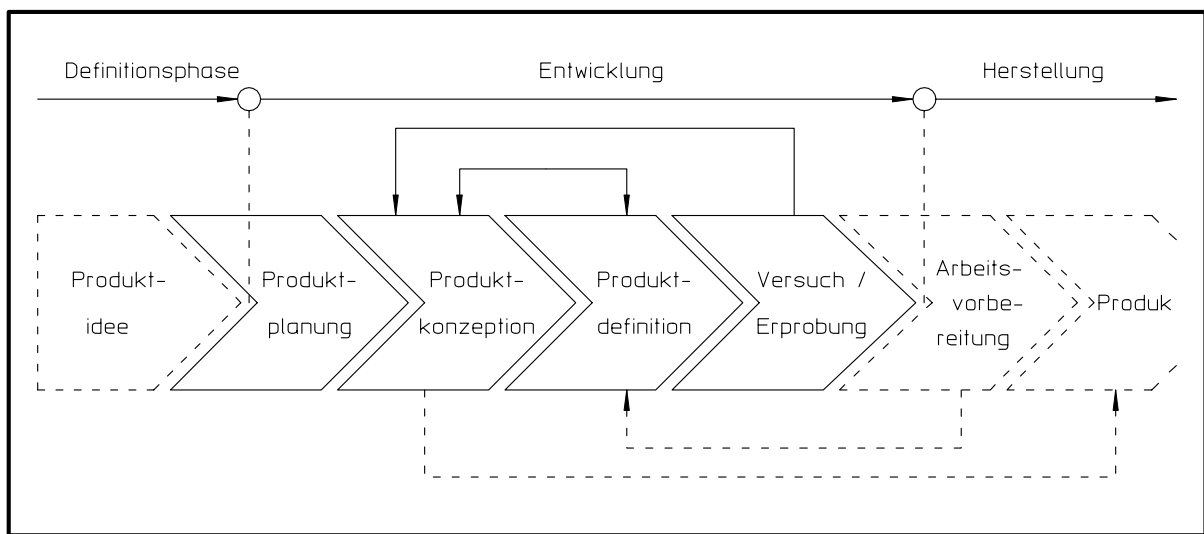 Definitionsphase
Entwicklung
Herstellung
Produkt-
idee
Produkt-
planung
Produkt-
konzeption
Produkt-
definition
Versuch /
Erprobung
Arbeits-
vorbe-
reitung
Produk